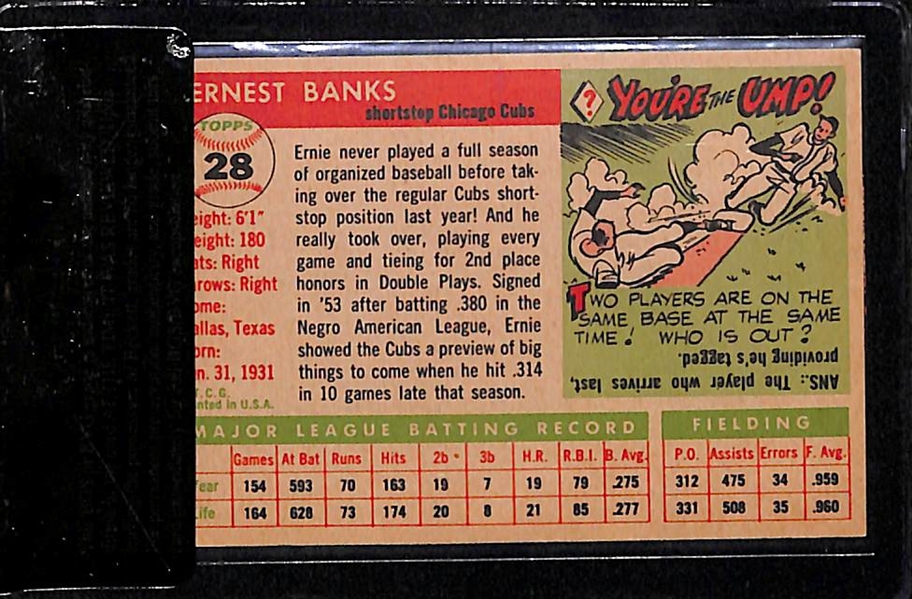 ERNEST BANKS
shortstop Chicago Cubs
TOPPS
28
eight: 6'1"
eight: 180
ats: Right
rows: Right
ome:
allas, Texas
orn:
n. 31, 1931
T.C.G.
nted in U.S.A.
Ernie never played a full season
of organized baseball before tak-
ing over the regular Cubs short-
stop position last year! And he
really took over, playing every
game and tieing for 2nd place
honors in Double Plays. Signed
in '53 after batting .380 in the
Negro American League, Ernie
showed the Cubs a preview of big
things to come when he hit .314
in 10 games late that season.
? YOU'RE THE UMP!
TWO PLAYERS ARE ON THE
SAME BASE AT THE SAME
TIME! WHO IS OUT?
ANS.: The player who arrives last,
providing he's tagged.
MAJOR LEAGUE BATTING RECORD
Games At Bat Runs Hits 2b 3b H.R. R.B.I. B. Avg.
ear 154 593 70 163 19 7 19 79 .275
ife 164 628 73 174 20 8 21 85 .277
FIELDING
P.O. Assists Errors F. Avg.
312 475 34 .959
331 508 35 .960